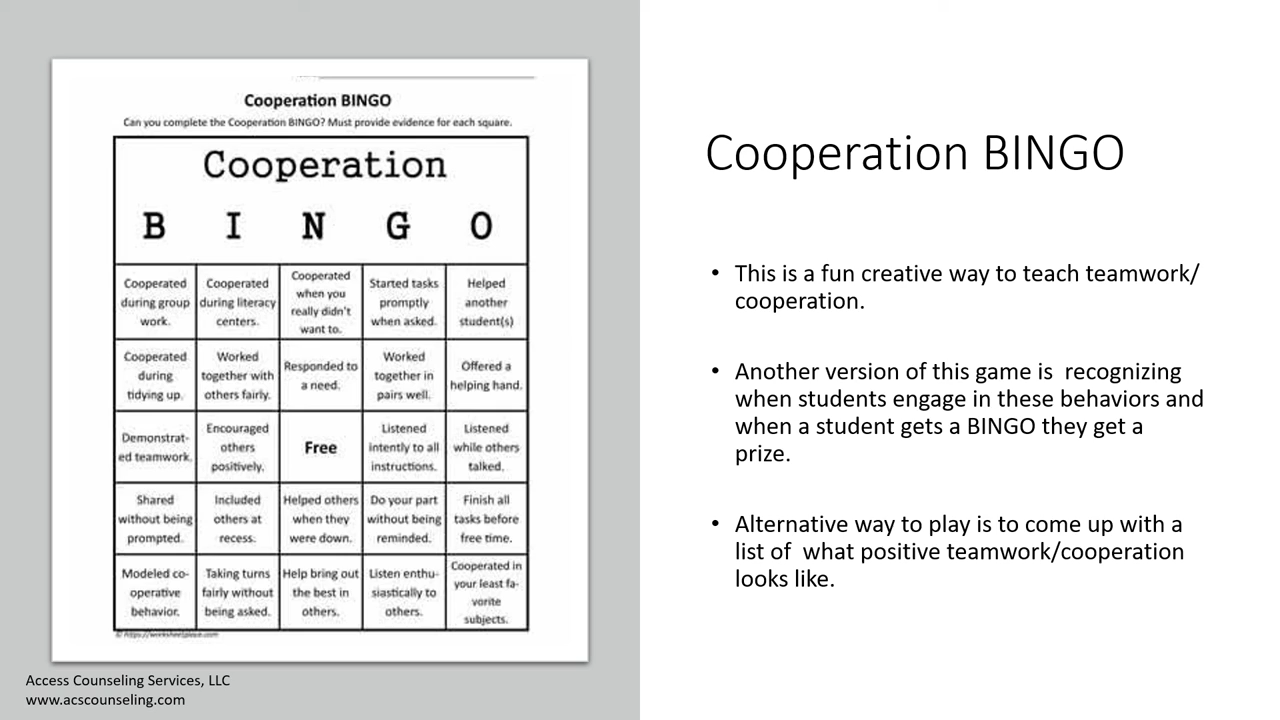 Cooperation BINGO
Can you complete the Cooperation BINGO? Must provide evidence for each square.
Cooperation
B I N G O
Cooperated
during group
work.
Cooperated
during literacy
centers.
Cooperated
when you
really didn't
want to.
Started tasks
promptly
when asked.
Helped
another
student(s)
Cooperated
during
tidying up.
Worked
together with
others fairly.
Responded to
a need.
Worked
together in
pairs well.
Offered a
helping hand.
Demonstrat-
ed teamwork.
Encouraged
others
positively.
Free
Listened
intently to all
instructions.
Listened
while others
talked.
Shared
without being
prompted.
Included
others at
recess.
Helped others
when they
were down.
Do your part
without being
reminded.
Finish all
tasks before
free time.
Modeled co-
operative
behavior.
Taking turns
fairly without
being asked.
Help bring out
the best in
others.
Listen enthu-
siastically to
others.
Cooperated in
your least fa-
vorite
subjects.
© https://worksheetplace.com
Access Counseling Services, LLC
www.acscounseling.com
Cooperation BINGO
• This is a fun creative way to teach teamwork/
cooperation.
• Another version of this game is  recognizing
when students engage in these behaviors and
when a student gets a BINGO they get a
prize.
• Alternative way to play is to come up with a
list of  what positive teamwork/cooperation
looks like.